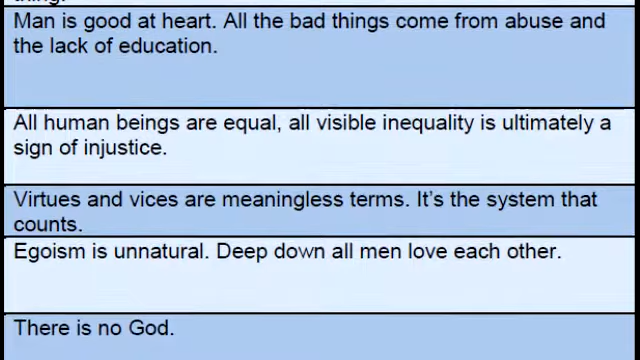 thing.
Man is good at heart. All the bad things come from abuse and
the lack of education.
All human beings are equal, all visible inequality is ultimately a
sign of injustice.
Virtues and vices are meaningless terms. It's the system that
counts.
Egoism is unnatural. Deep down all men love each other.
There is no God.